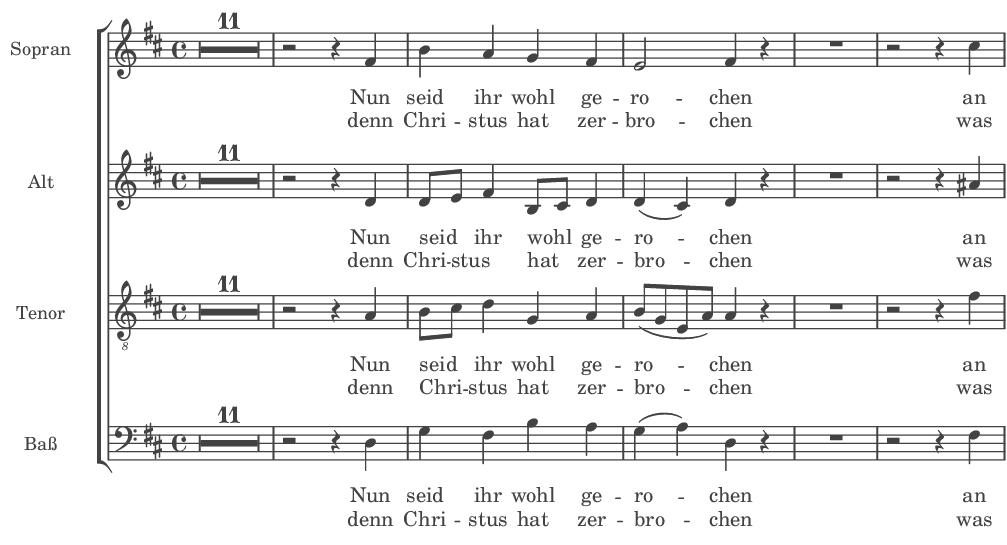 11
Sopran
Nun seid ihr wohl ge - ro - chen an
denn Chri - stus hat zer - bro - chen was
11
Alt
Nun seid ihr wohl ge - ro - chen an
denn Chri - stus hat zer - bro - chen was
11
Tenor
8
Nun seid ihr wohl ge - ro - chen an
denn Chri - stus hat zer - bro - chen was
11
Baß
Nun seid ihr wohl ge - ro - chen an
denn Chri - stus hat zer - bro - chen was